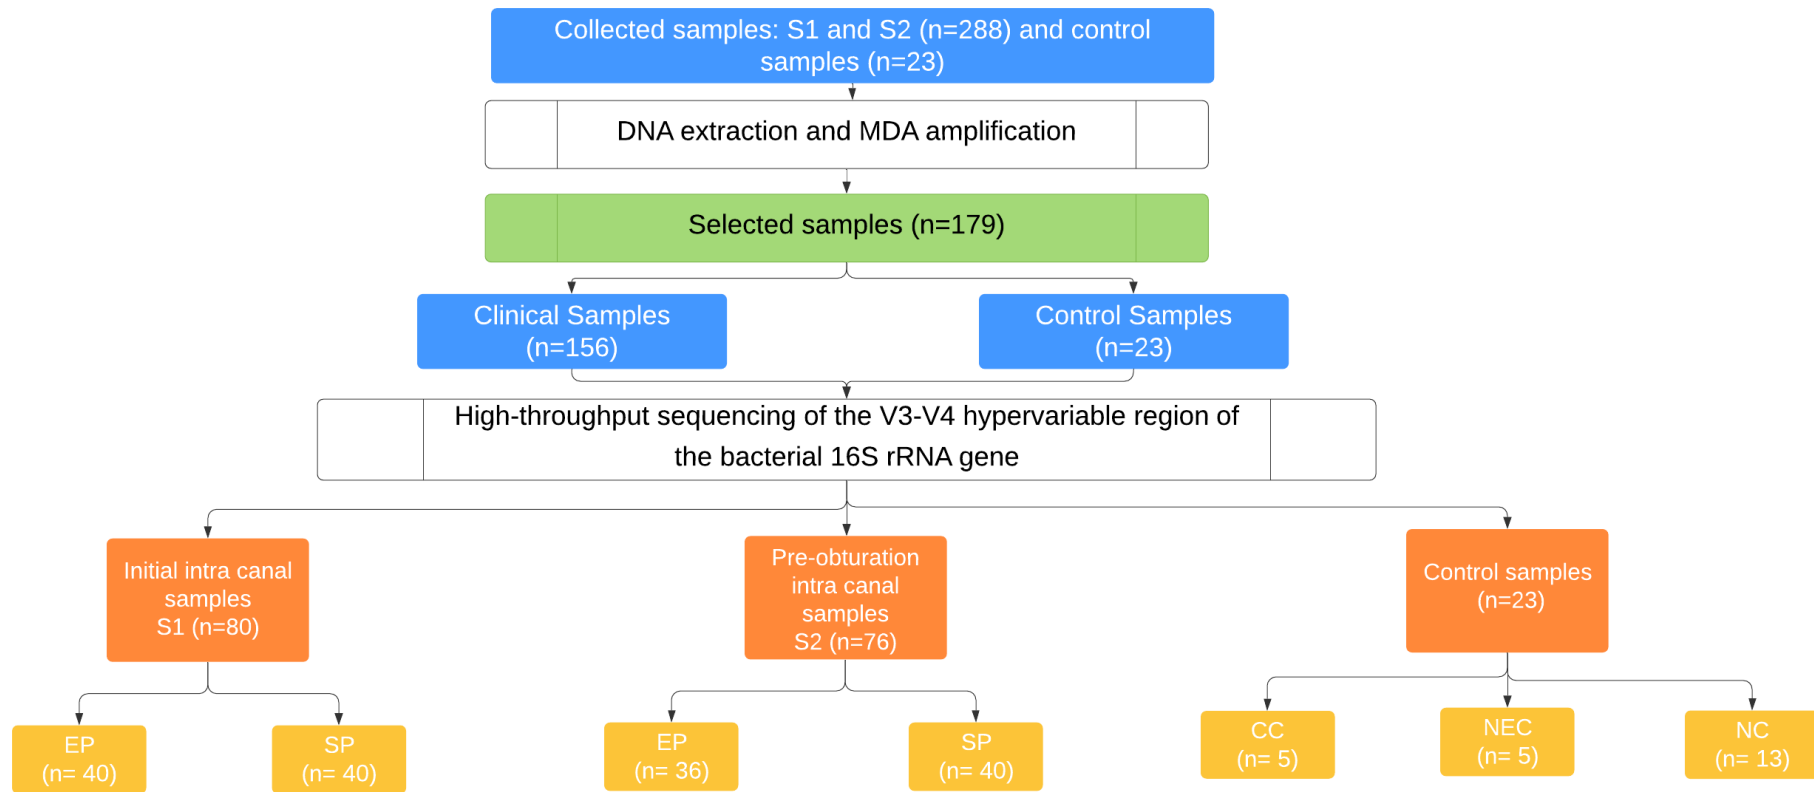 Collected samples: S1 and S2 (n=288) and control
samples (n=23)
DNA extraction and MDA amplification
Selected samples (n=179)
Clinical Samples
(n=156)
Control Samples
(n=23)
High-throughput sequencing of the V3-V4 hypervariable region of
the bacterial 16S rRNA gene
Initial intra canal
samples
S1 (n=80)
Pre-obturation
intra canal
samples
S2 (n=76)
Control samples
(n=23)
EP
(n= 40)
SP
(n= 40)
EP
(n= 36)
SP
(n= 40)
CC
(n= 5)
NEC
(n= 5)
NC
(n= 13)